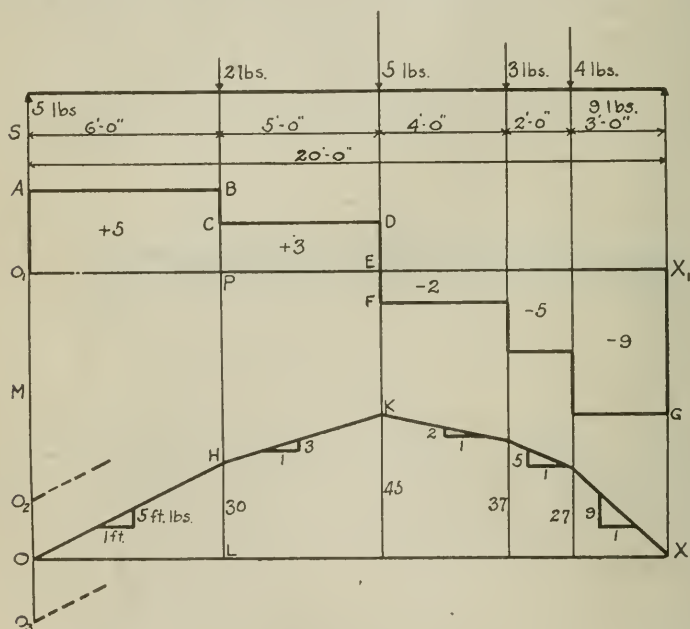 2 lbs. 5 lbs. 3 lbs. 4 lbs.
5 lbs 9 lbs.
S 6'-0" 5'-0" 4'-0" 2'-0" 3'-0"
20'-0"
A B
+5 C D
+3
O₁ P E X₁
F -2 -5 -9
M G
K
H 3 2
1 1
O₂ 5 ft. lbs. 30 45 37 5 1 27 9
1 ft. 1
O L X